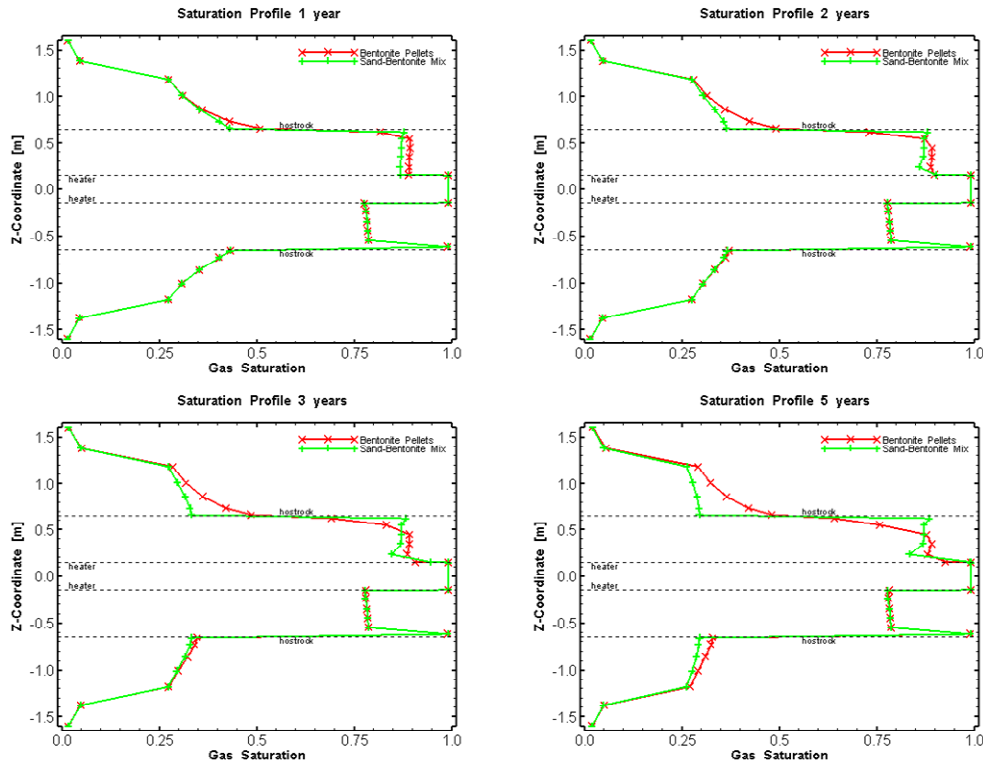 Saturation Profile 1 year
Bentonite Pellets
Sand-Bentonite Mix
hostrock
heater
heater
hostrock
1.5
1.0
0.5
0.0
-0.5
-1.0
-1.5
Z-Coordinate [m]
0.0 0.25 0.5 0.75 1.0
Gas Saturation
Saturation Profile 2 years
Bentonite Pellets
Sand-Bentonite Mix
hostrock
heater
heater
hostrock
1.5
1.0
0.5
0.0
-0.5
-1.0
-1.5
Z-Coordinate [m]
0.0 0.25 0.5 0.75 1.0
Gas Saturation
Saturation Profile 3 years
Bentonite Pellets
Sand-Bentonite Mix
hostrock
heater
heater
hostrock
1.5
1.0
0.5
0.0
-0.5
-1.0
-1.5
Z-Coordinate [m]
0.0 0.25 0.5 0.75 1.0
Gas Saturation
Saturation Profile 5 years
Bentonite Pellets
Sand-Bentonite Mix
hostrock
heater
heater
hostrock
1.5
1.0
0.5
0.0
-0.5
-1.0
-1.5
Z-Coordinate [m]
0.0 0.25 0.5 0.75 1.0
Gas Saturation